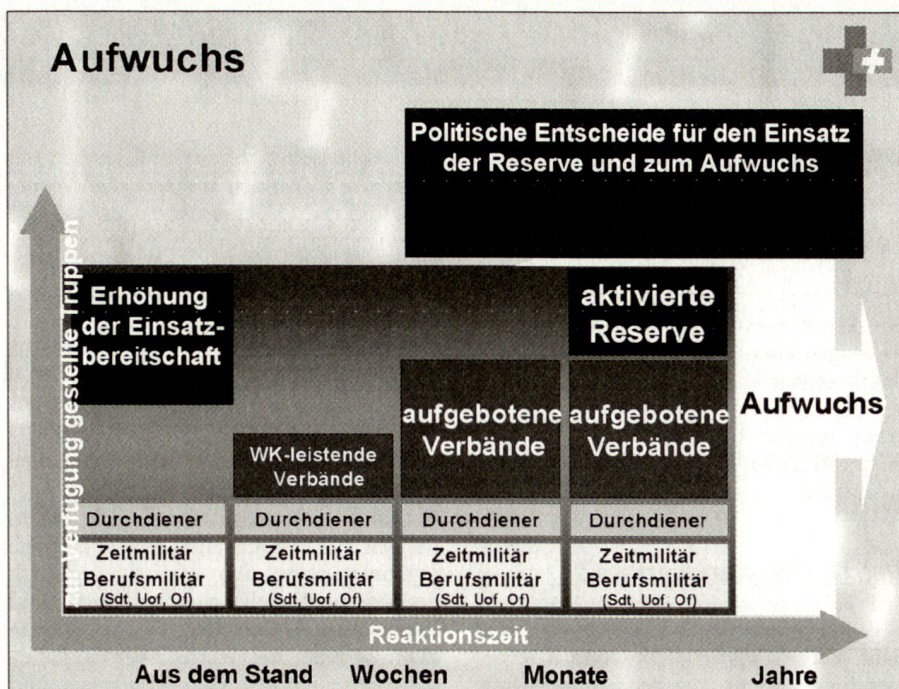 Aufwuchs
Politische Entscheide für den Einsatz
der Reserve und zum Aufwuchs
zur Verfügung gestellte Truppen
Erhöhung
der Einsatz-
bereitschaft
aktivierte
Reserve
WK-leistende
Verbände
aufgebotene
Verbände
aufgebotene
Verbände
Aufwuchs
Durchdiener
Durchdiener
Durchdiener
Durchdiener
Zeitmilitär
Berufsmilitär
(Sdt, Uof, Of)
Zeitmilitär
Berufsmilitär
(Sdt, Uof, Of)
Zeitmilitär
Berufsmilitär
(Sdt, Uof, Of)
Zeitmilitär
Berufsmilitär
(Sdt, Uof, Of)
Reaktionszeit
Aus dem Stand
Wochen
Monate
Jahre